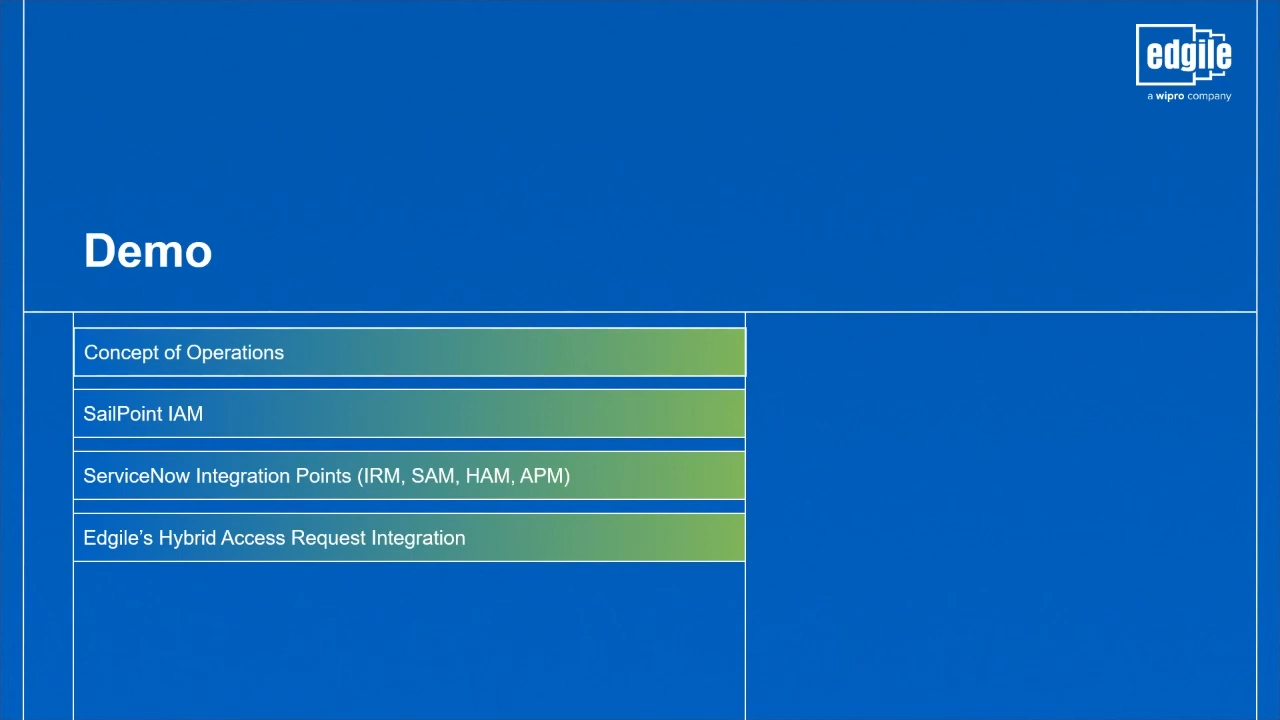 edgile
a wipro company
Demo
Concept of Operations
SailPoint IAM
ServiceNow Integration Points (IRM, SAM, HAM, APM)
Edgile’s Hybrid Access Request Integration